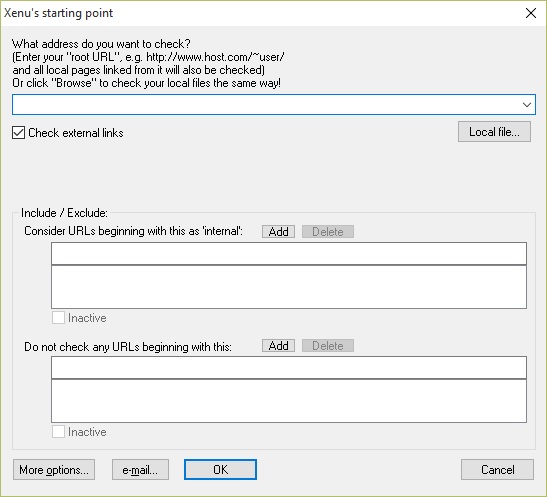 Xenu's starting point
What address do you want to check?
(Enter your "root URL", e.g. http://www.host.com/~user/
and all local pages linked from it will also be checked)
Or click "Browse" to check your local files the same way!
Check external links
Local file...
Include / Exclude:
Consider URLs beginning with this as 'internal':
Add
Delete
Inactive
Do not check any URLs beginning with this:
Add
Delete
Inactive
More options...
e-mail...
OK
Cancel